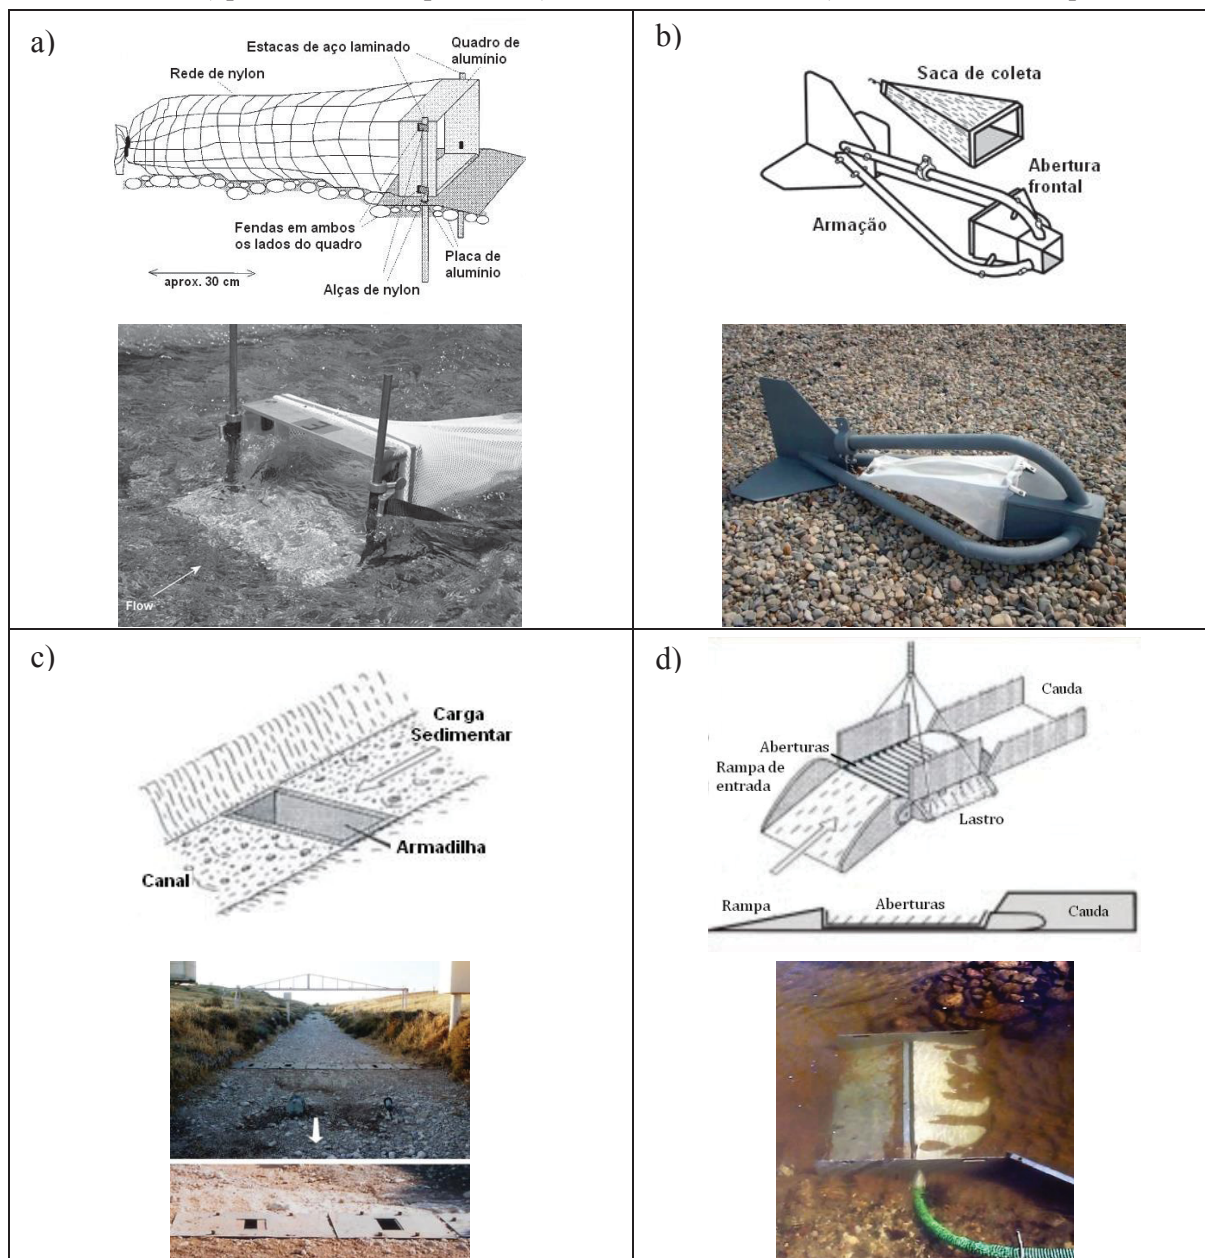 a)
Estacas de aço laminado
Quadro de
alumínio
Rede de nylon
Fendas em ambos
os lados do quadro
Placa de
alumínio
aprox. 30 cm
Alças de nylon
Flow
b)
Saca de coleta
Abertura
frontal
Armação
c)
Carga
Sedimentar
Armadilha
Canal
d)
Cauda
Aberturas
Rampa de
entrada
Lastro
Rampa
Aberturas
Cauda